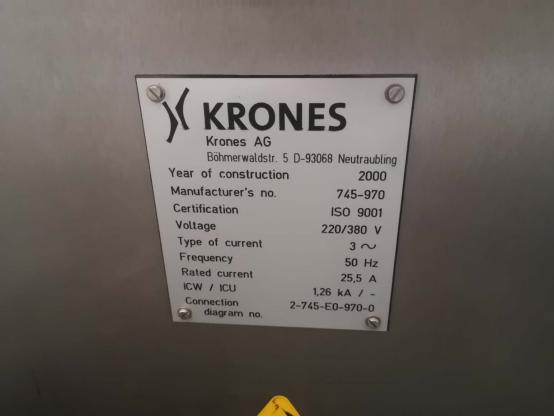 KRONES
Krones AG
Böhmerwaldstr. 5 D-93068 Neutraubling
Year of construction 2000
Manufacturer's no. 745-970
Certification ISO 9001
Voltage 220/380 V
Type of current 3 ~
Frequency 50 Hz
Rated current 25,5 A
ICW / ICU 1,26 kA / -
Connection
diagram no. 2-745-E0-970-0